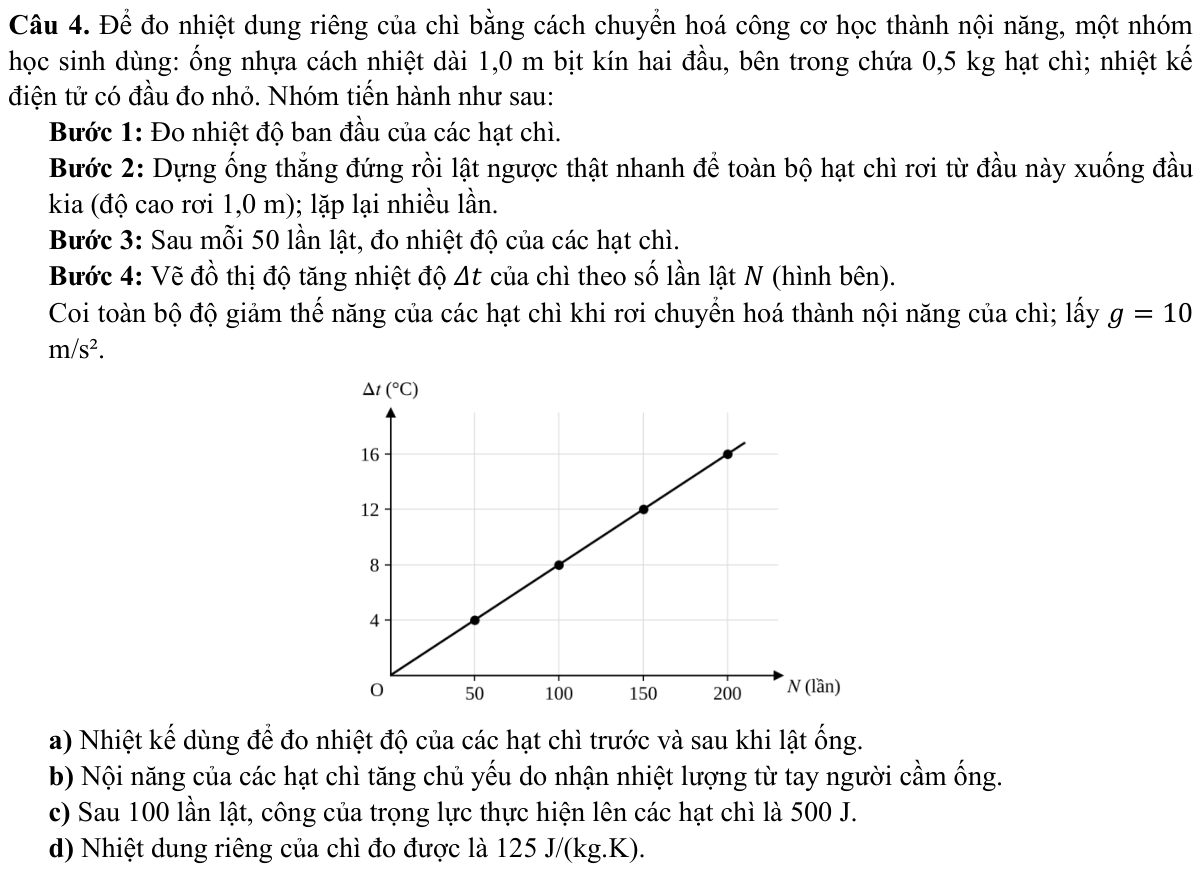 Câu 4. Để đo nhiệt dung riêng của chì bằng cách chuyển hoá công cơ học thành nội năng, một nhóm
học sinh dùng: ống nhựa cách nhiệt dài 1,0 m bịt kín hai đầu, bên trong chứa 0,5 kg hạt chì; nhiệt kế
điện tử có đầu đo nhỏ. Nhóm tiến hành như sau:
Bước 1: Đo nhiệt độ ban đầu của các hạt chì.
Bước 2: Dựng ống thẳng đứng rồi lật ngược thật nhanh để toàn bộ hạt chì rơi từ đầu này xuống đầu
kia (độ cao rơi 1,0 m); lặp lại nhiều lần.
Bước 3: Sau mỗi 50 lần lật, đo nhiệt độ của các hạt chì.
Bước 4: Vẽ đồ thị độ tăng nhiệt độ Δt của chì theo số lần lật N (hình bên).
Coi toàn bộ độ giảm thế năng của các hạt chì khi rơi chuyển hoá thành nội năng của chì; lấy g = 10
m/s².
Δt (°C)
16
12
8
4
O
50 100 150 200 N (lần)
a) Nhiệt kế dùng để đo nhiệt độ của các hạt chì trước và sau khi lật ống.
b) Nội năng của các hạt chì tăng chủ yếu do nhận nhiệt lượng từ tay người cầm ống.
c) Sau 100 lần lật, công của trọng lực thực hiện lên các hạt chì là 500 J.
d) Nhiệt dung riêng của chì đo được là 125 J/(kg.K).